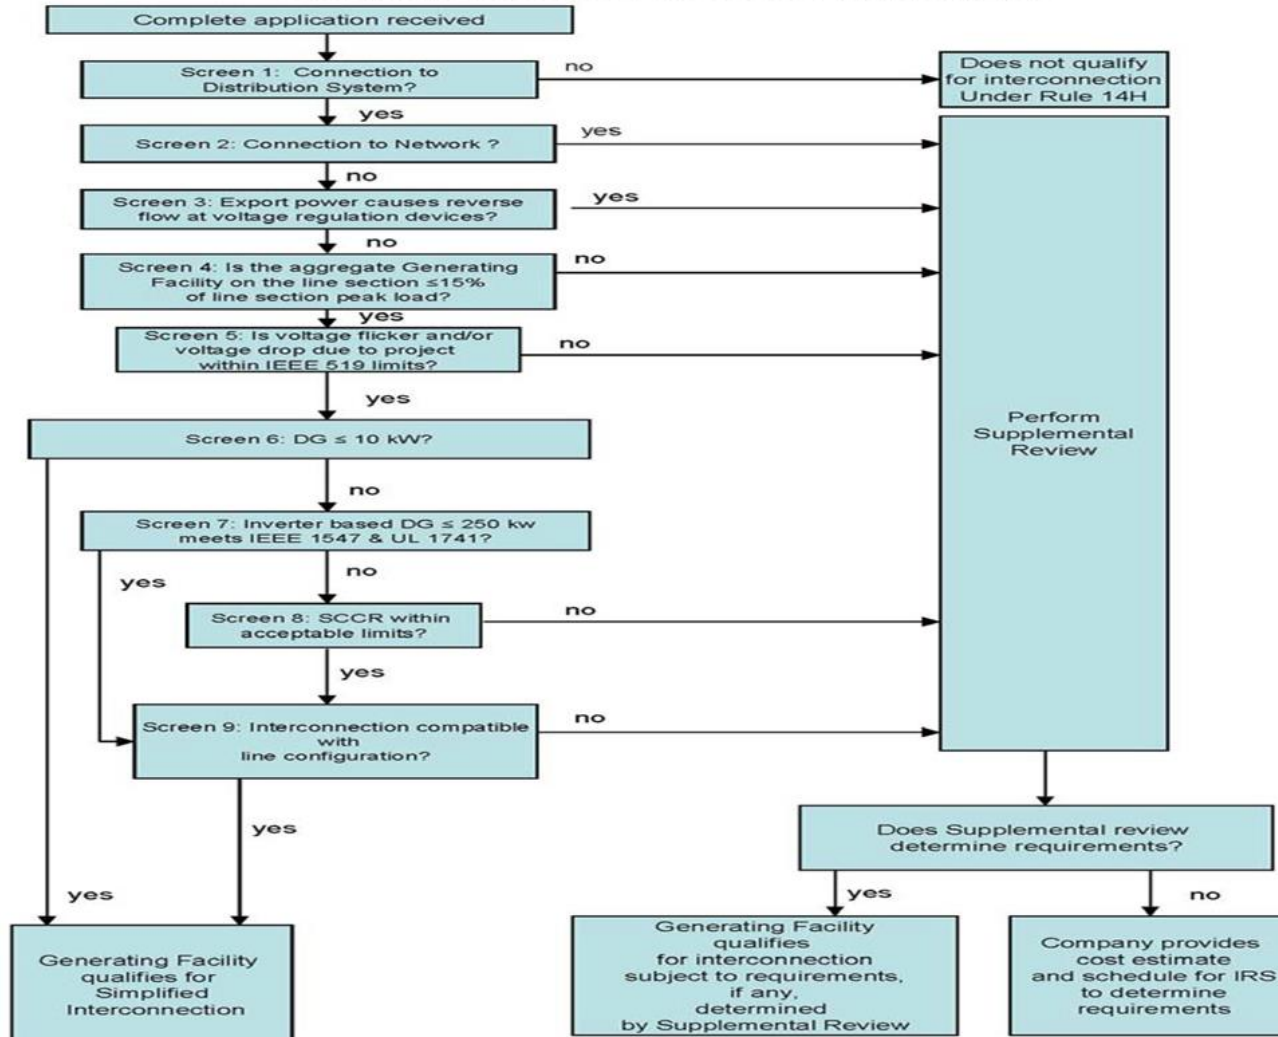 Complete application received
Screen 1: Connection to
Distribution System?
no
Does not qualify
for interconnection
Under Rule 14H
yes
Screen 2: Connection to Network ?
yes
no
Screen 3: Export power causes reverse
flow at voltage regulation devices?
yes
no
Screen 4: Is the aggregate Generating
Facility on the line section ≤15%
of line section peak load?
no
yes
Screen 5: Is voltage flicker and/or
voltage drop due to project
within IEEE 519 limits?
no
yes
Perform
Supplemental
Review
Screen 6: DG ≤ 10 kW?
no
Screen 7: Inverter based DG ≤ 250 kw
meets IEEE 1547 & UL 1741?
yes
no
Screen 8: SCCR within
acceptable limits?
no
yes
Screen 9: Interconnection compatible
with
line configuration?
no
yes
yes
Does Supplemental review
determine requirements?
yes
no
Generating Facility
qualifies for
Simplified
Interconnection
Generating Facility
qualifies
for interconnection
subject to requirements,
if any,
determined
by Supplemental Review
Company provides
cost estimate
and schedule for IRS
to determine
requirements